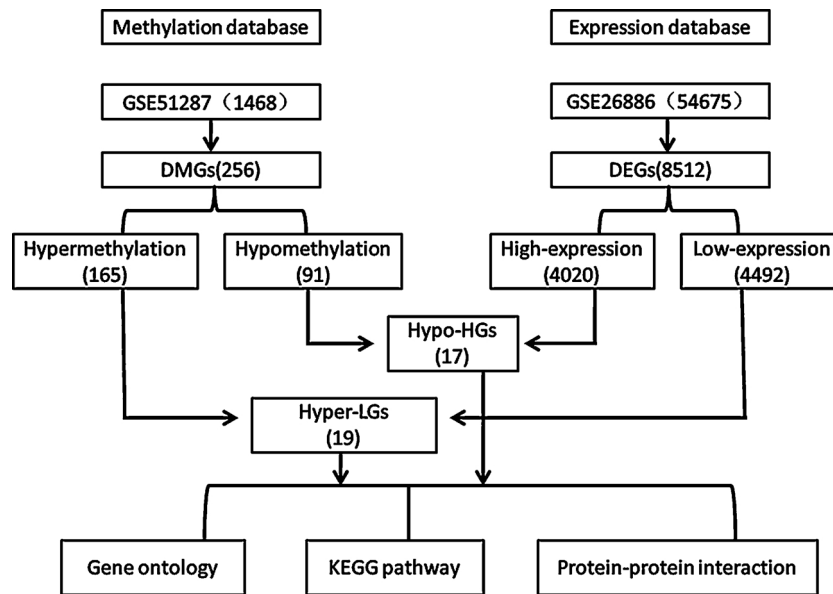 Methylation database
Expression database
GSE51287（1468）
GSE26886（54675）
DMGs(256)
DEGs(8512)
Hypermethylation
(165)
Hypomethylation
(91)
High-expression
(4020)
Low-expression
(4492)
Hypo-HGs
(17)
Hyper-LGs
(19)
Gene ontology
KEGG pathway
Protein-protein interaction